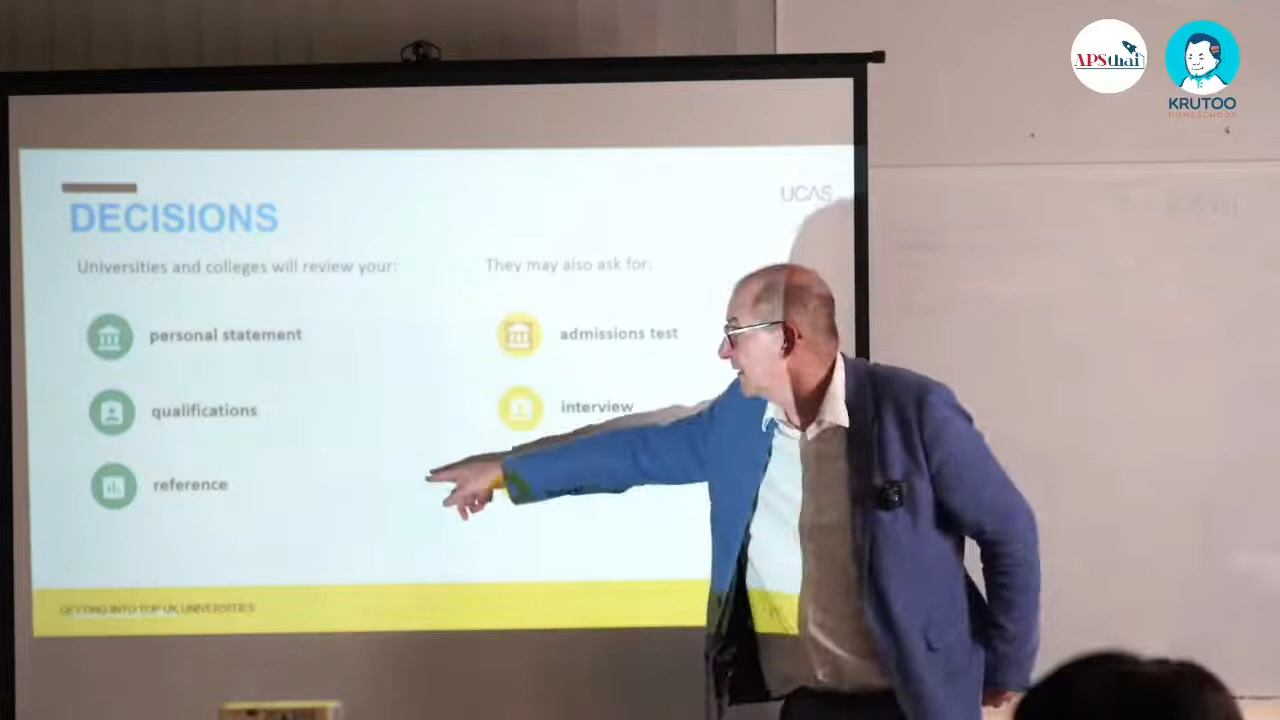 APSthai
KRUTOO
HOMESCHOOL
UCAS
DECISIONS
Universities and colleges will review your:
They may also ask for:
personal statement
admissions test
qualifications
interview
reference
GETTING INTO TOP UK UNIVERSITIES